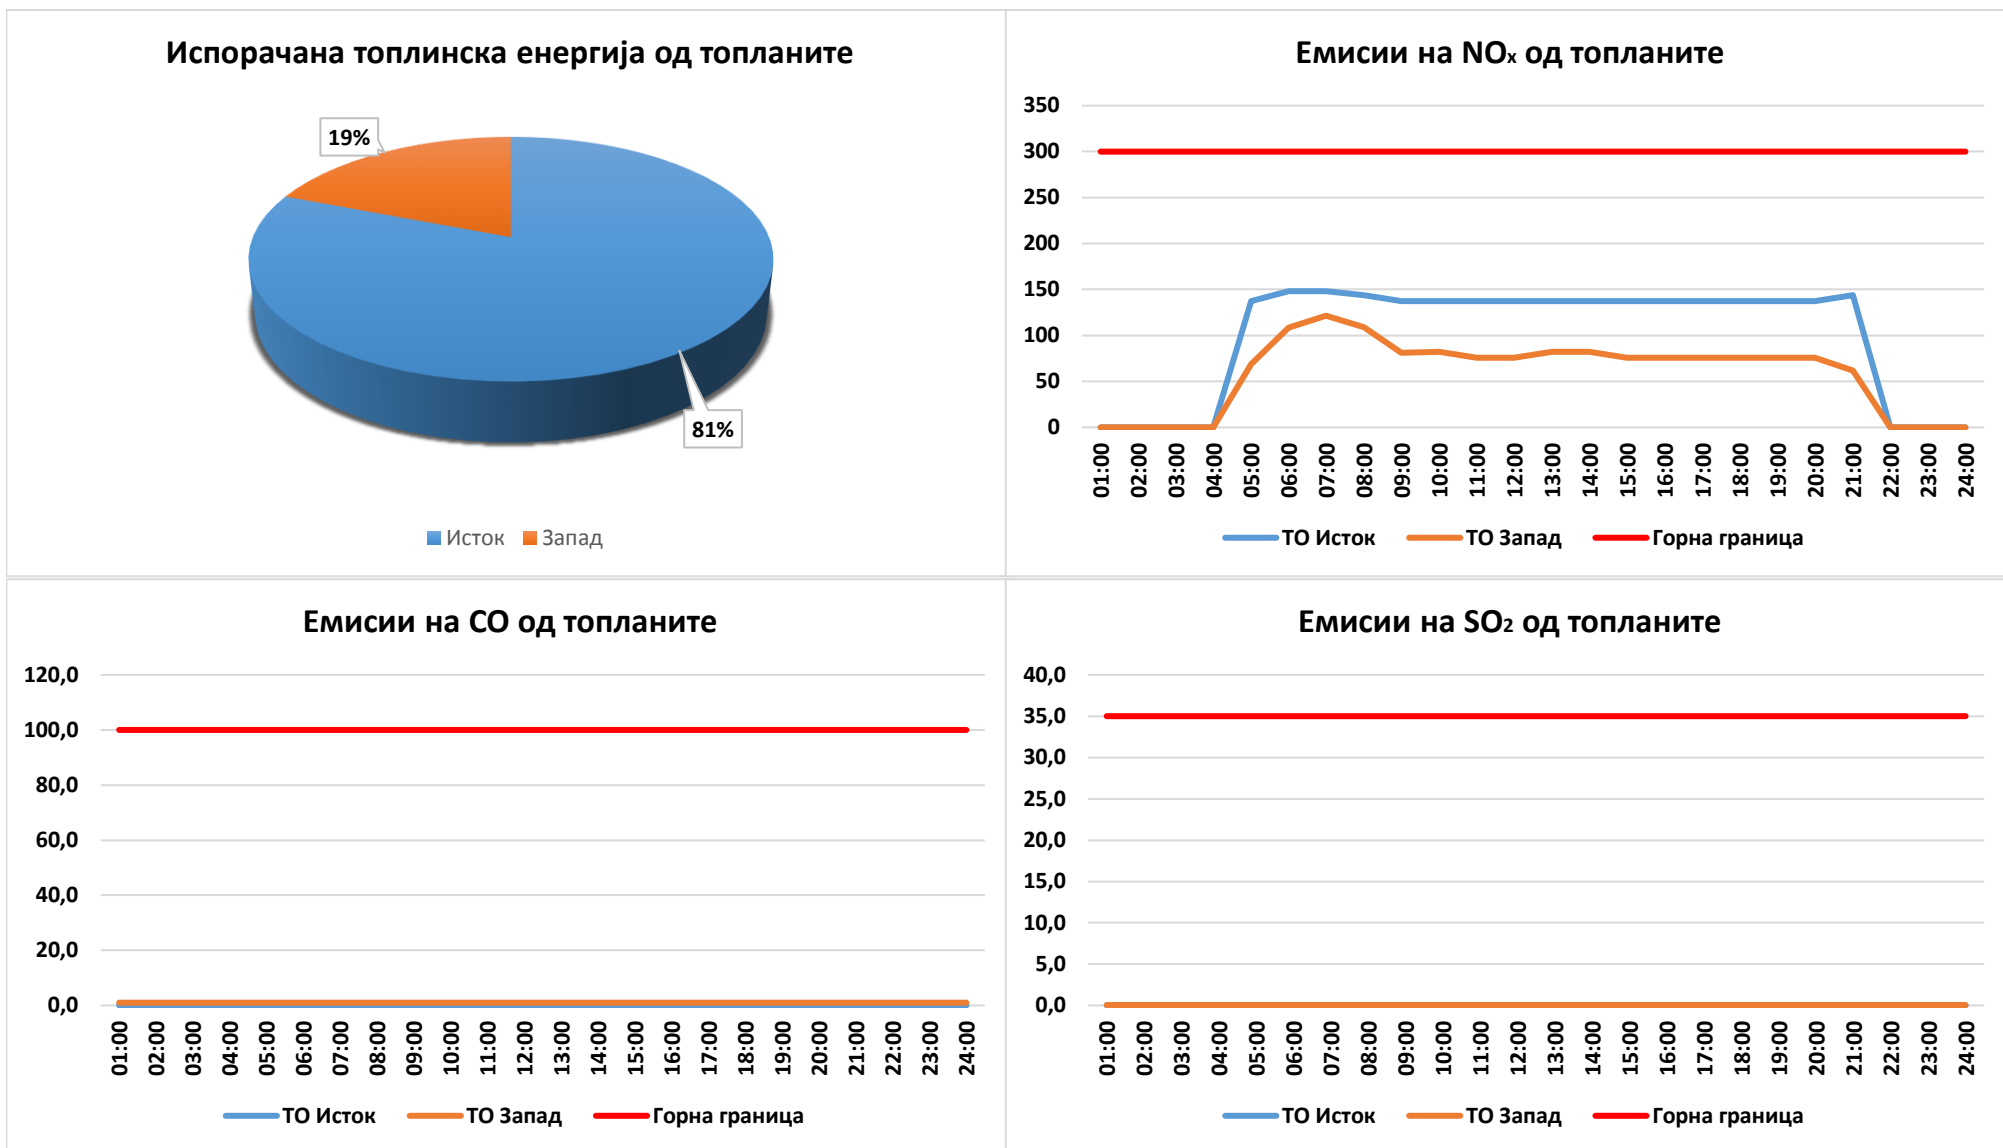 Испорачана топлинска енергија од топланите
19%
81%
Исток Запад
Емисии на NOx од топланите
350
300
250
200
150
100
50
0
01:00 02:00 03:00 04:00 05:00 06:00 07:00 08:00 09:00 10:00 11:00 12:00 13:00 14:00 15:00 16:00 17:00 18:00 19:00 20:00 21:00 22:00 23:00 24:00
ТО Исток ТО Запад Горна граница
Емисии на CO од топланите
120,0
100,0
80,0
60,0
40,0
20,0
0,0
01:00 02:00 03:00 04:00 05:00 06:00 07:00 08:00 09:00 10:00 11:00 12:00 13:00 14:00 15:00 16:00 17:00 18:00 19:00 20:00 21:00 22:00 23:00 24:00
ТО Исток ТО Запад Горна граница
Емисии на SO2 од топланите
40,0
35,0
30,0
25,0
20,0
15,0
10,0
5,0
0,0
01:00 02:00 03:00 04:00 05:00 06:00 07:00 08:00 09:00 10:00 11:00 12:00 13:00 14:00 15:00 16:00 17:00 18:00 19:00 20:00 21:00 22:00 23:00 24:00
ТО Исток ТО Запад Горна граница